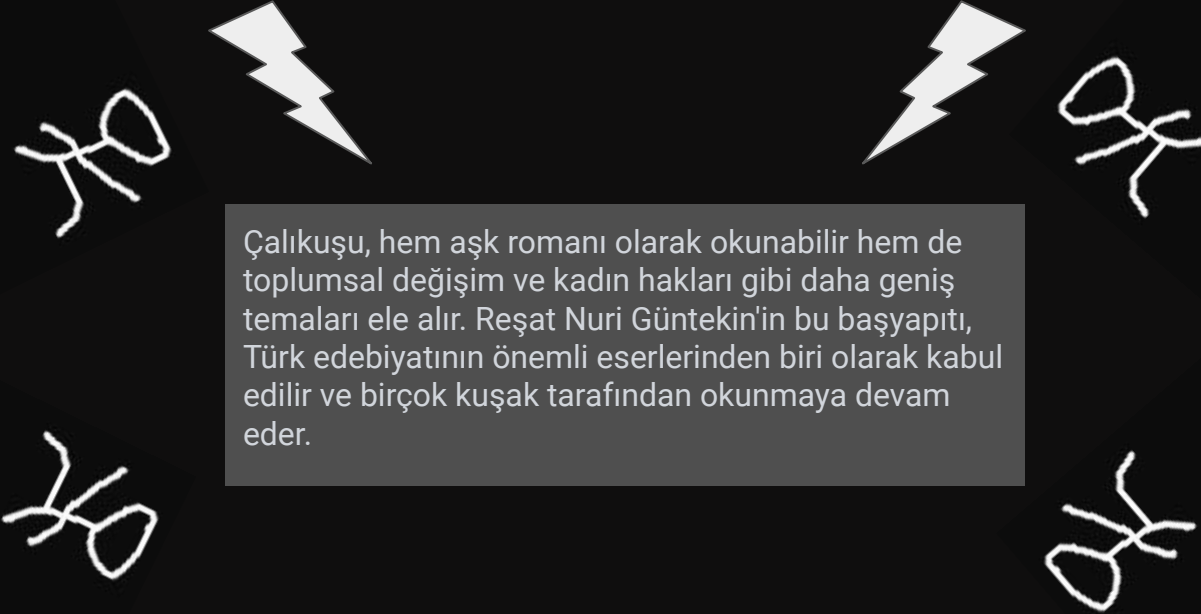 Çalıkuşu, hem aşk romanı olarak okunabilir hem de
toplumsal değişim ve kadın hakları gibi daha geniş
temaları ele alır. Reşat Nuri Güntekin'in bu başyapıtı,
Türk edebiyatının önemli eserlerinden biri olarak kabul
edilir ve birçok kuşak tarafından okunmaya devam
eder.